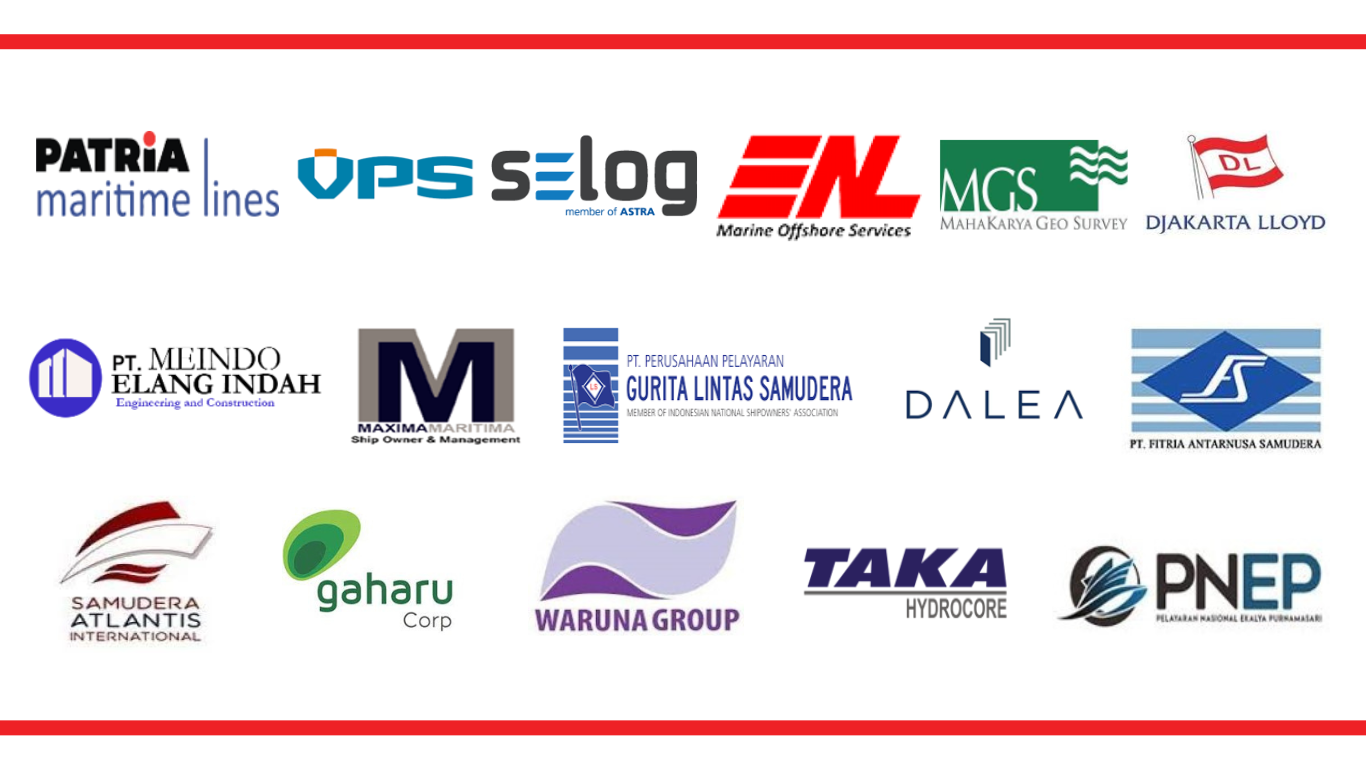 PATRiA
maritime lines
VPS
SELOG
member of ASTRA
ENL
Marine Offshore Services
MGS
MAHAKARYA GEO SURVEY
DL
DJAKARTA LLOYD
PT. MEINDO
ELANG INDAH
Engineering and Construction
M
MAXIMAMARITIMA
Ship Owner & Management
PT. PERUSAHAAN PELAYARAN
LS
GURITA LINTAS SAMUDERA
MEMBER OF INDONESIAN NATIONAL SHIPOWNERS' ASSOCIATION
DALEA
FS
PT. FITRIA ANTARNUSA SAMUDERA
SAMUDERA
ATLANTIS
INTERNATIONAL
gaharu
Corp
WARUNA GROUP
TAKA
HYDROCORE
PNEP
PELAYARAN NASIONAL EKALYA PURNAMASARI